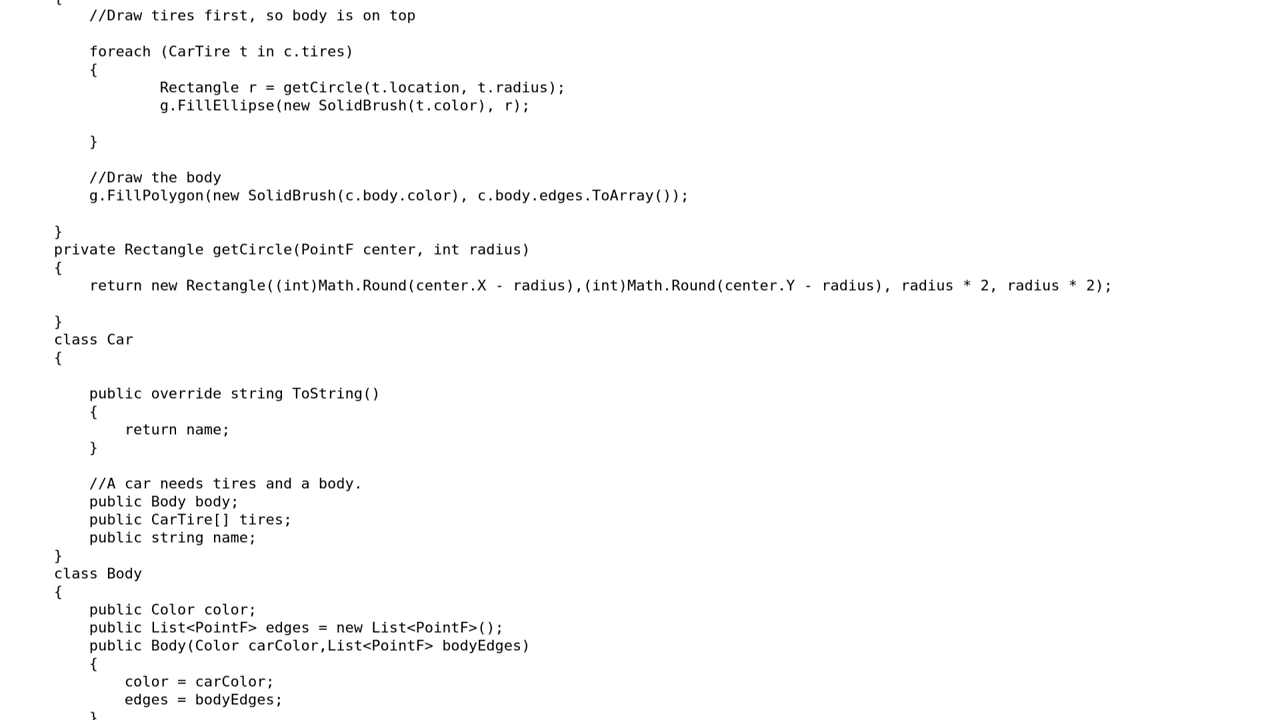 {
//Draw tires first, so body is on top
foreach (CarTire t in c.tires)
{
Rectangle r = getCircle(t.location, t.radius);
g.FillEllipse(new SolidBrush(t.color), r);
}
//Draw the body
g.FillPolygon(new SolidBrush(c.body.color), c.body.edges.ToArray());
}
private Rectangle getCircle(PointF center, int radius)
{
return new Rectangle((int)Math.Round(center.X - radius),(int)Math.Round(center.Y - radius), radius * 2, radius * 2);
}
class Car
{
public override string ToString()
{
return name;
}
//A car needs tires and a body.
public Body body;
public CarTire[] tires;
public string name;
}
class Body
{
public Color color;
public List<PointF> edges = new List<PointF>();
public Body(Color carColor,List<PointF> bodyEdges)
{
color = carColor;
edges = bodyEdges;
}